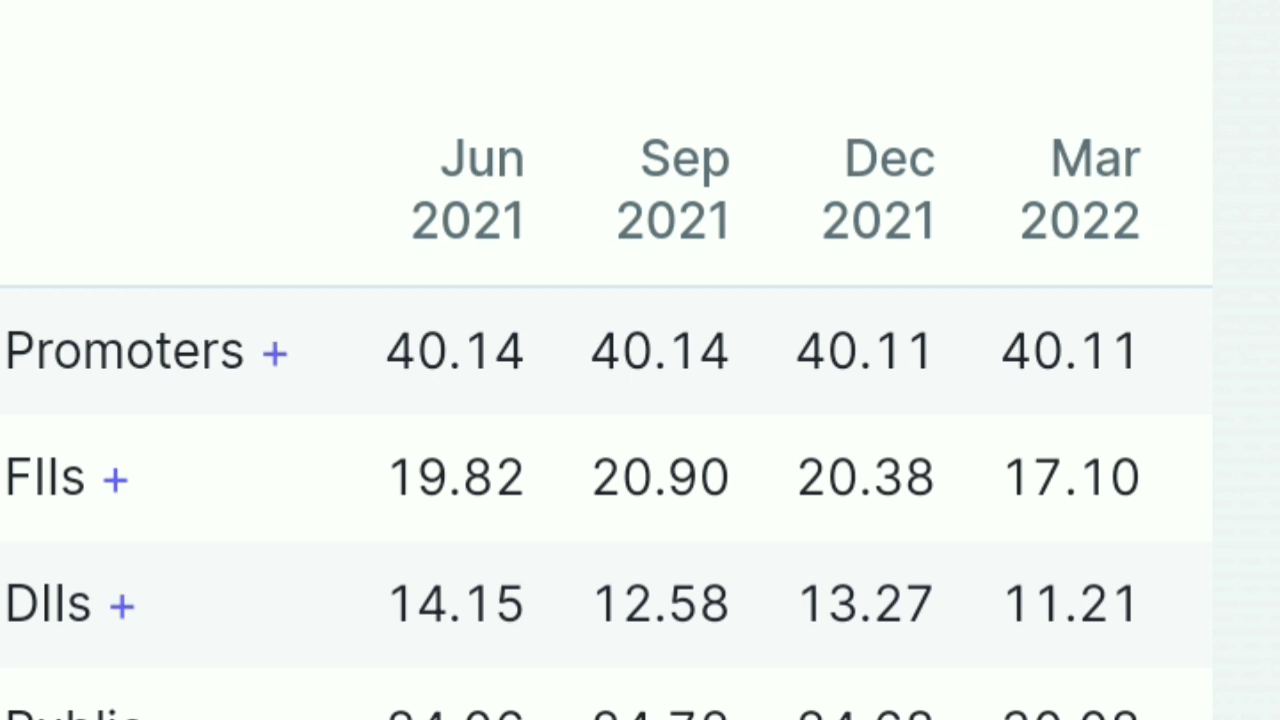 Jun Sep Dec Mar
2021 2021 2021 2022
Promoters + 40.14 40.14 40.11 40.11
FIIs + 19.82 20.90 20.38 17.10
DIIs + 14.15 12.58 13.27 11.21